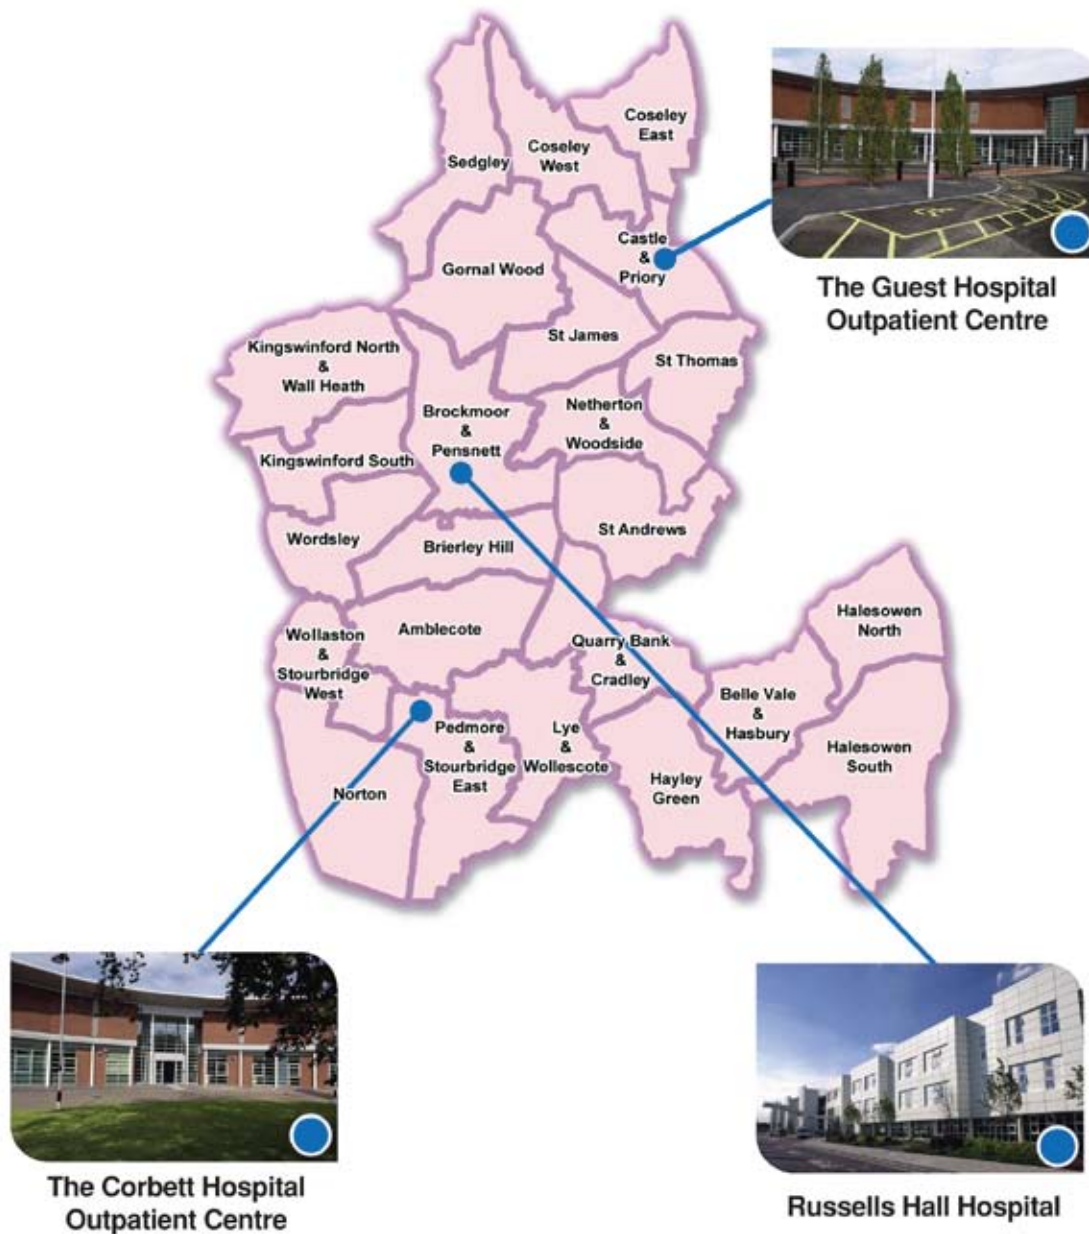 Coseley
East
Coseley
West
Sedgley
Castle
&
Priory
Gornal Wood
St James
Kingswinford North
&
Wall Heath
St Thomas
Brockmoor
&
Pensnett
Netherton
&
Woodside
Kingswinford South
St Andrews
Wordsley
Brierley Hill
Halesowen
North
Amblecote
Wollaston
&
Stourbridge
West
Quarry Bank
&
Cradley
Belle Vale
&
Hasbury
Pedmore
&
Stourbridge
East
Lye
&
Wollescote
Halesowen
South
Hayley
Green
Norton
The Guest Hospital
Outpatient Centre
The Corbett Hospital
Outpatient Centre
Russells Hall Hospital